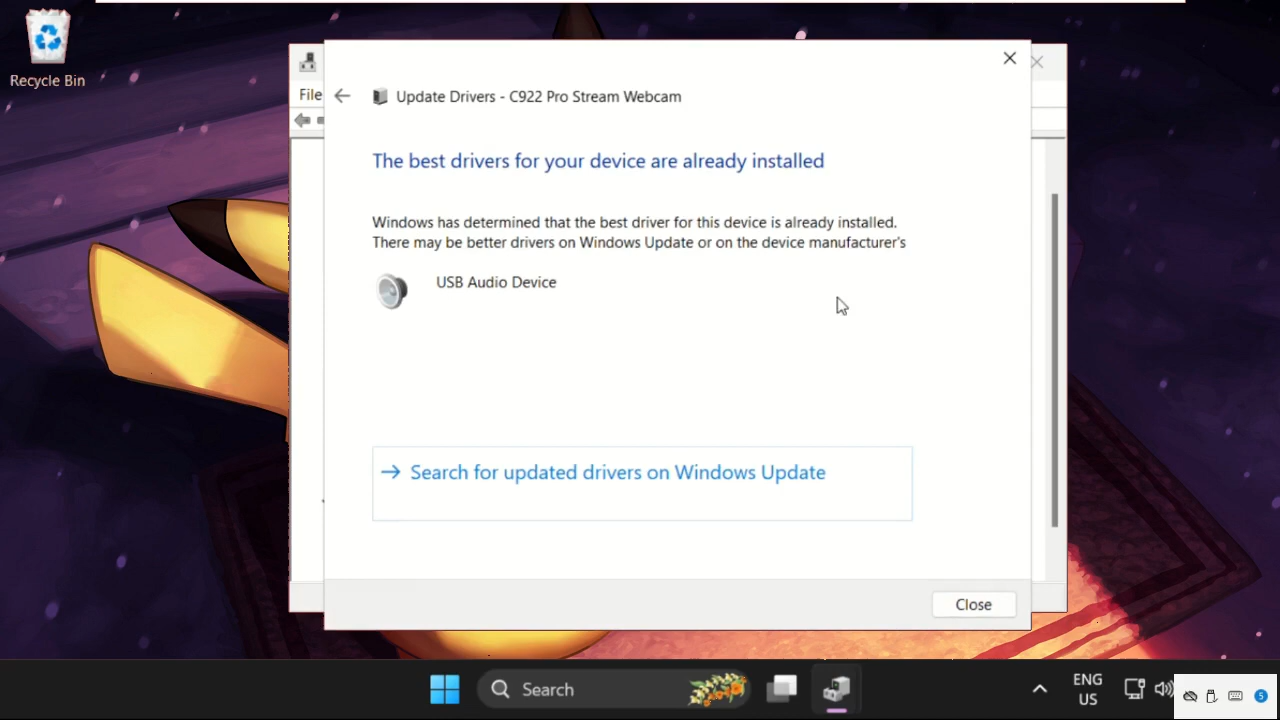 Recycle Bin
File
Update Drivers - C922 Pro Stream Webcam
The best drivers for your device are already installed
Windows has determined that the best driver for this device is already installed.
There may be better drivers on Windows Update or on the device manufacturer's
USB Audio Device
Search for updated drivers on Windows Update
Close
Search
ENG
US
5